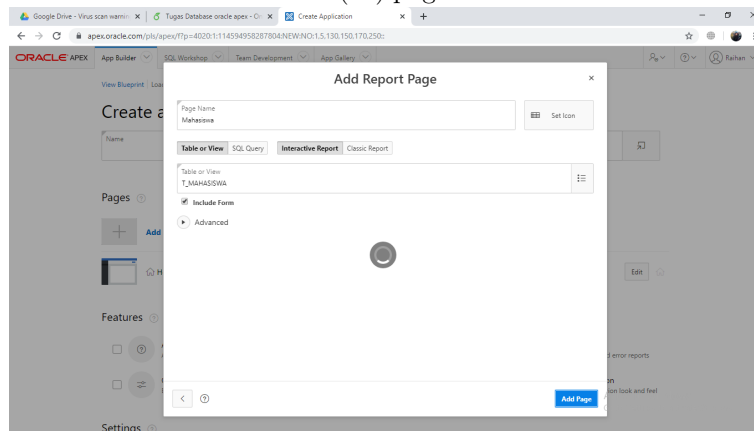 Google Drive - Virus scan warnin
Tugas Database oracle apex - Go
Create Application
apex.oracle.com/pls/apex/f?p=4020:1:114594958287804:NEW:NO:1,5,130,150,170,250::
ORACLE APEX App Builder SQL Workshop Team Development App Gallery Raihan
View Blueprint Loa
Add Report Page
Create a
Page Name
Mahasiswa
Set Icon
Name
Table or View SQL Query Interactive Report Classic Report
Table or View
T_MAHASISWA
Pages
Include Form
Advanced
Add
H
Edit
Features
d error reports
on
ion look and feel
Add Page
Settings